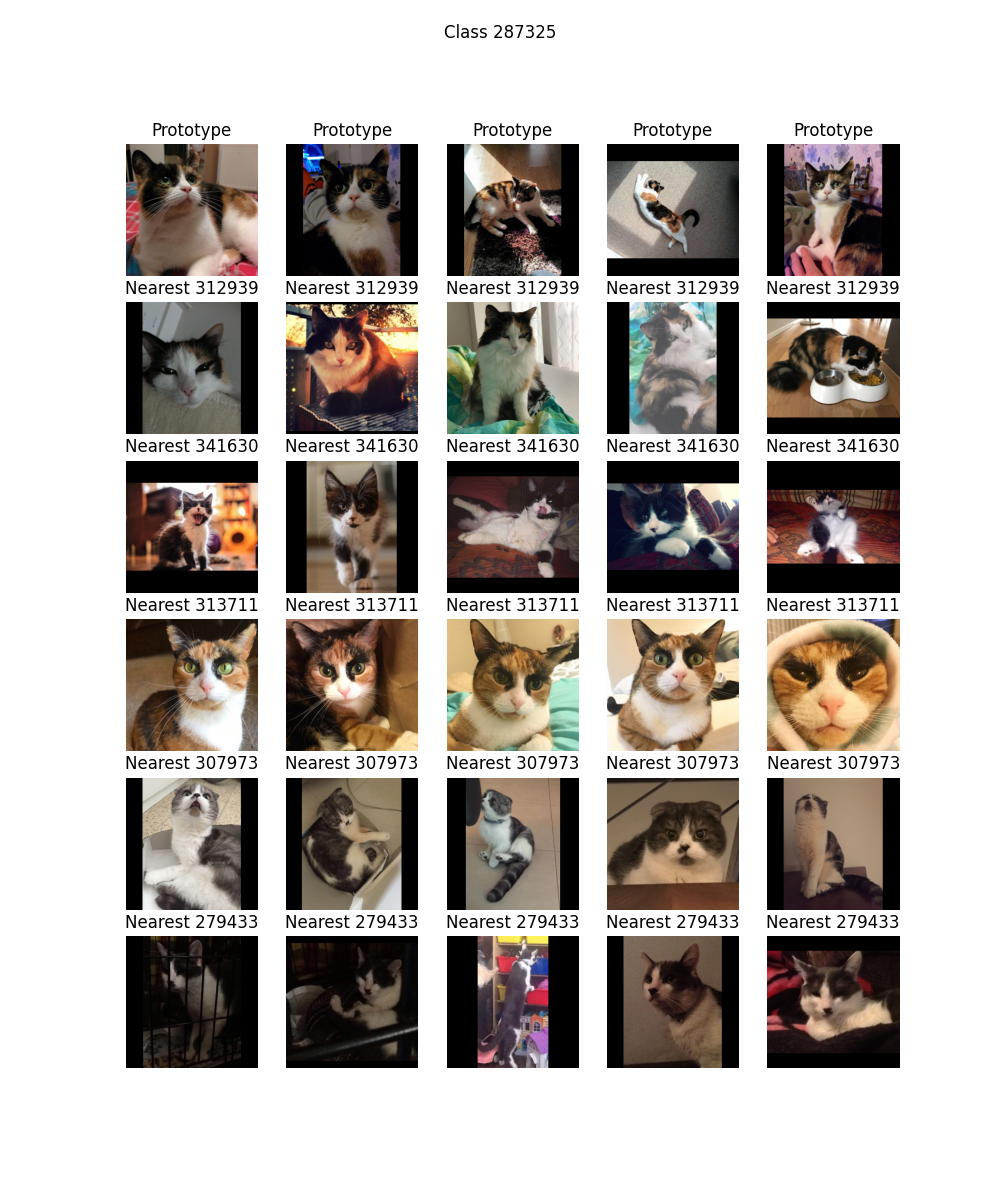 Class 287325
Prototype Prototype Prototype Prototype Prototype
Nearest 312939 Nearest 312939 Nearest 312939 Nearest 312939 Nearest 312939
Nearest 341630 Nearest 341630 Nearest 341630 Nearest 341630 Nearest 341630
Nearest 313711 Nearest 313711 Nearest 313711 Nearest 313711 Nearest 313711
Nearest 307973 Nearest 307973 Nearest 307973 Nearest 307973 Nearest 307973
Nearest 279433 Nearest 279433 Nearest 279433 Nearest 279433 Nearest 279433